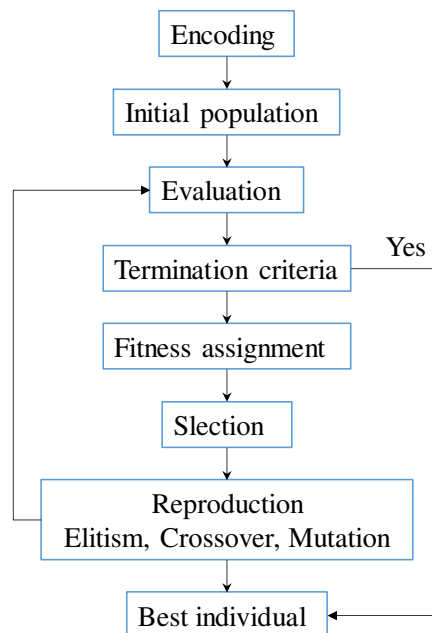 Encoding
Initial population
Evaluation
Yes
Termination criteria
Fitness assignment
Slection
Reproduction
Elitism, Crossover, Mutation
Best individual